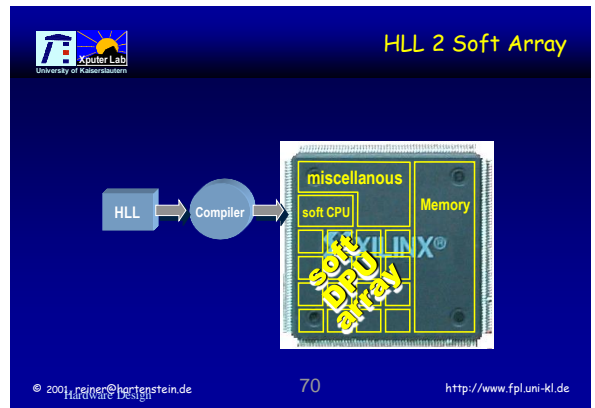 HLL 2 Soft Array
Xputer Lab
University of Kaiserslautern
miscellanous
HLL
Compiler
soft CPU
Memory
XILINX®
soft
DPU
array
© 2001, reiner@hartenstein.de
Hardware Design
70
http://www.fpl.uni-kl.de